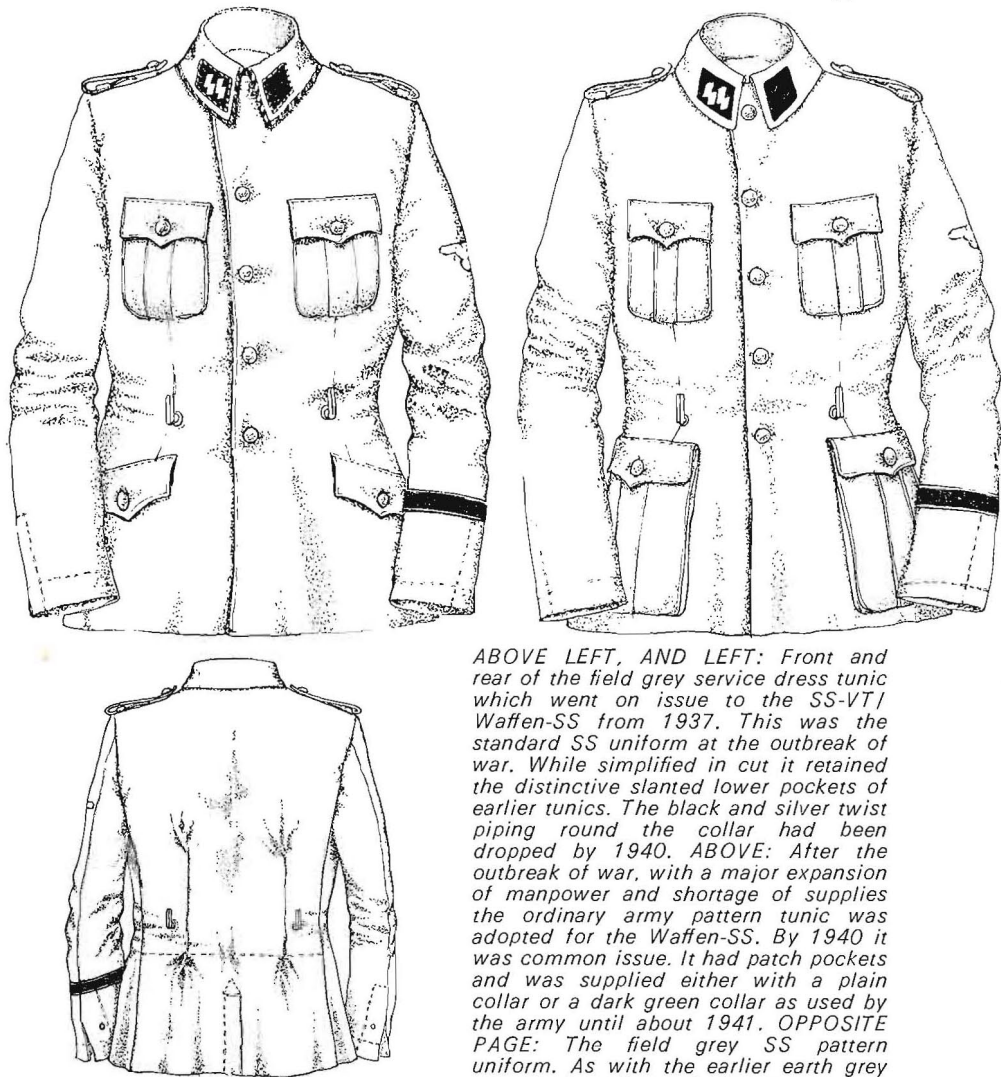 ABOVE LEFT, AND LEFT: Front and
rear of the field grey service dress tunic
which went on issue to the SS-VT/
Waffen-SS from 1937. This was the
standard SS uniform at the outbreak of
war. While simplified in cut it retained
the distinctive slanted lower pockets of
earlier tunics. The black and silver twist
piping round the collar had been
dropped by 1940. ABOVE: After the
outbreak of war, with a major expansion
of manpower and shortage of supplies
the ordinary army pattern tunic was
adopted for the Waffen-SS. By 1940 it
was common issue. It had patch pockets
and was supplied either with a plain
collar or a dark green collar as used by
the army until about 1941. OPPOSITE
PAGE: The field grey SS pattern
uniform. As with the earlier earth grey